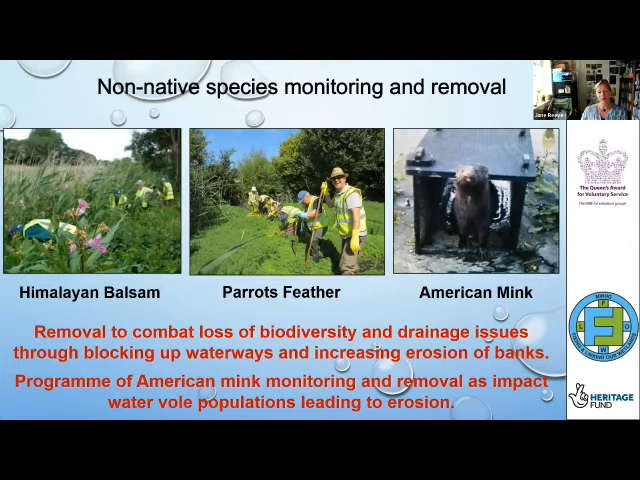 Non-native species monitoring and removal
Jane Reeve
The Queen's Award
for Voluntary Service
The MBE for volunteer groups
Himalayan Balsam
Parrots Feather
American Mink
Removal to combat loss of biodiversity and drainage issues
through blocking up waterways and increasing erosion of banks.
Programme of American mink monitoring and removal as impact
water vole populations leading to erosion.
HERITAGE
FUND